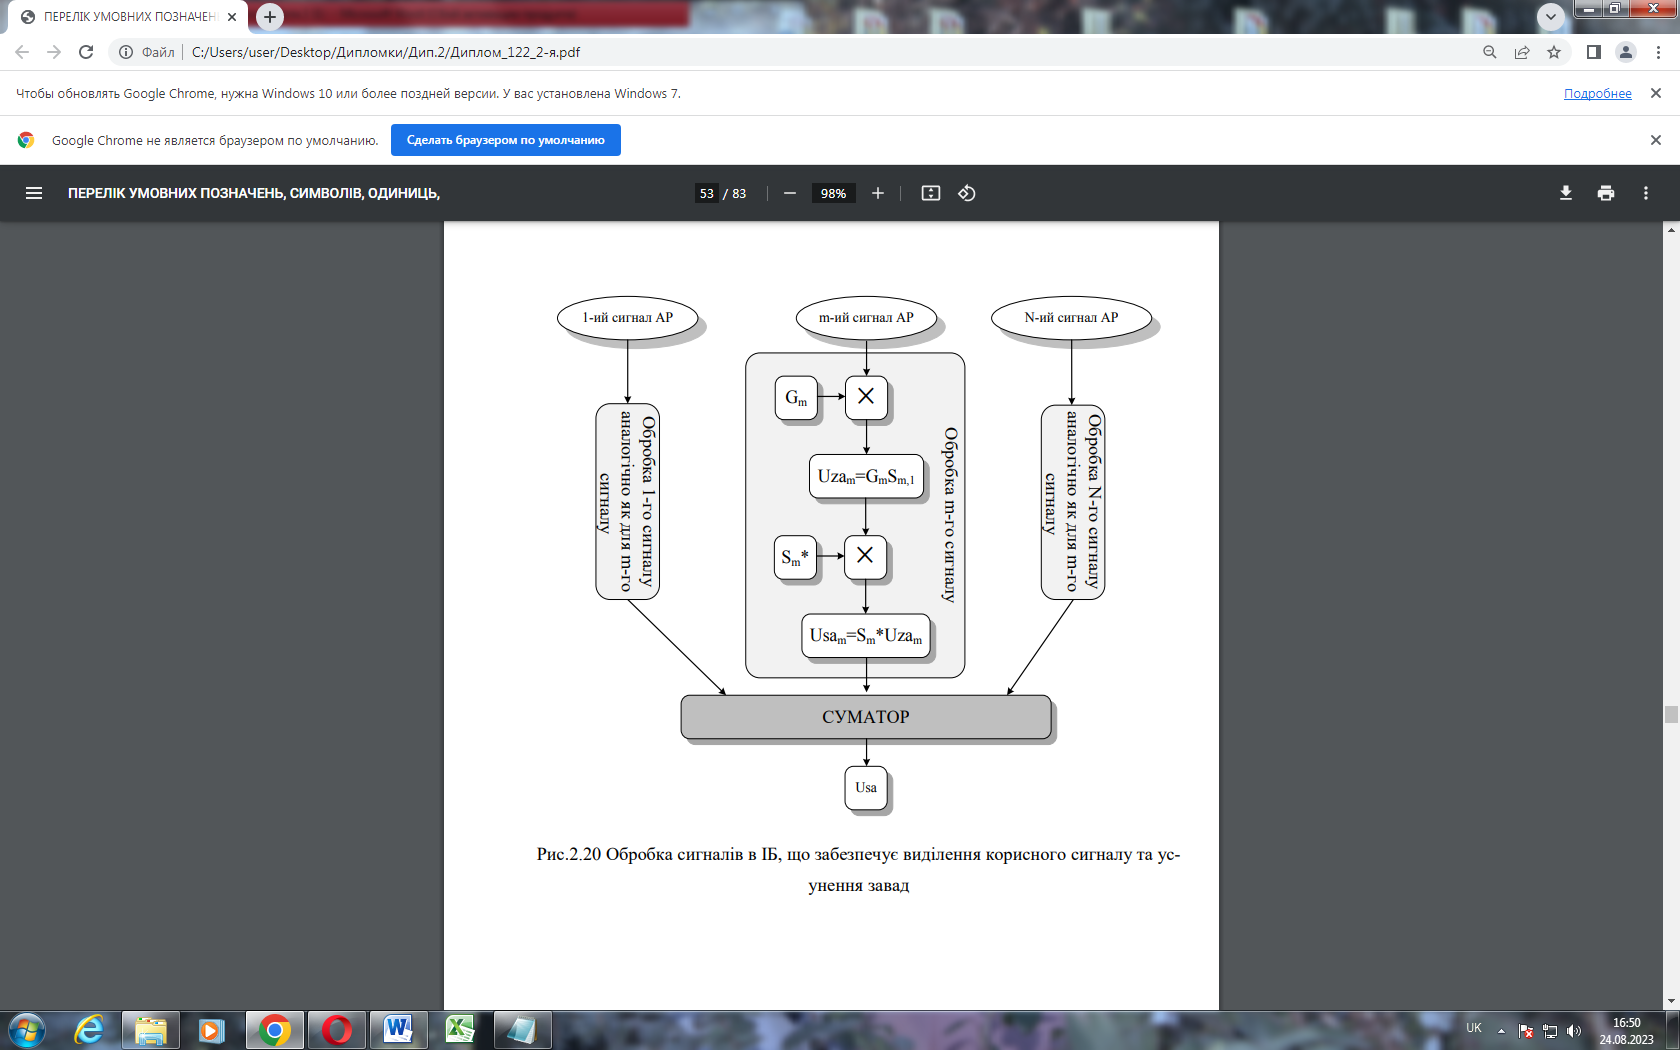 ПЕРЕЛІК УМОВНИХ ПОЗНАЧЕН
Файл
C:/Users/user/Desktop/Дипломки/Дип.2/Диплом_122_2-я.pdf
Чтобы обновлять Google Chrome, нужна Windows 10 или более поздней версии. У вас установлена Windows 7.
Подробнее
Google Chrome не является браузером по умолчанию.
Сделать браузером по умолчанию
ПЕРЕЛІК УМОВНИХ ПОЗНАЧЕНЬ, СИМВОЛІВ, ОДИНИЦЬ,
53 / 83
98%
1-ий сигнал АР
m-ий сигнал АР
N-ий сигнал АР
Gm
×
Обробка 1-го сигналу
аналогічно як для m-го
сигналу
Uzam=GmSm,1
Обробка m-го сигналу
Обробка N-го сигналу
аналогічно як для m-го
сигналу
Sm*
×
Usam=Sm*Uzam
СУМАТОР
Usa
Рис.2.20 Обробка сигналів в ІБ, що забезпечує виділення корисного сигналу та ус-
унення завад
UK
16:50
24.08.2023